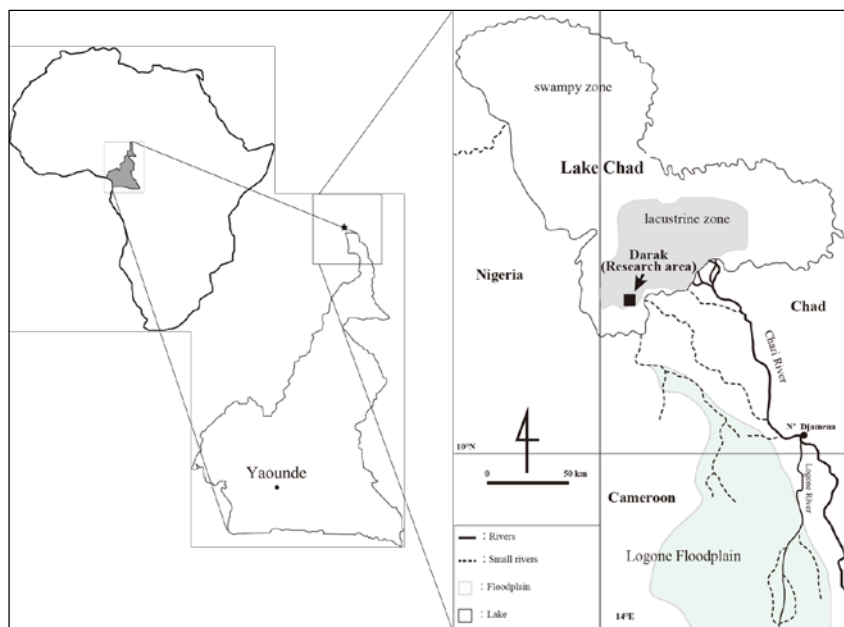 Yaounde
swampy zone
Lake Chad
lacustrine zone
Darak
(Research area)
Nigeria
Chad
Chari River
N' Djamena
10°N
0 50 km
Logone River
Cameroon
: Rivers
: Small rivers
: Floodplain
: Lake
Logone Floodplain
14°E